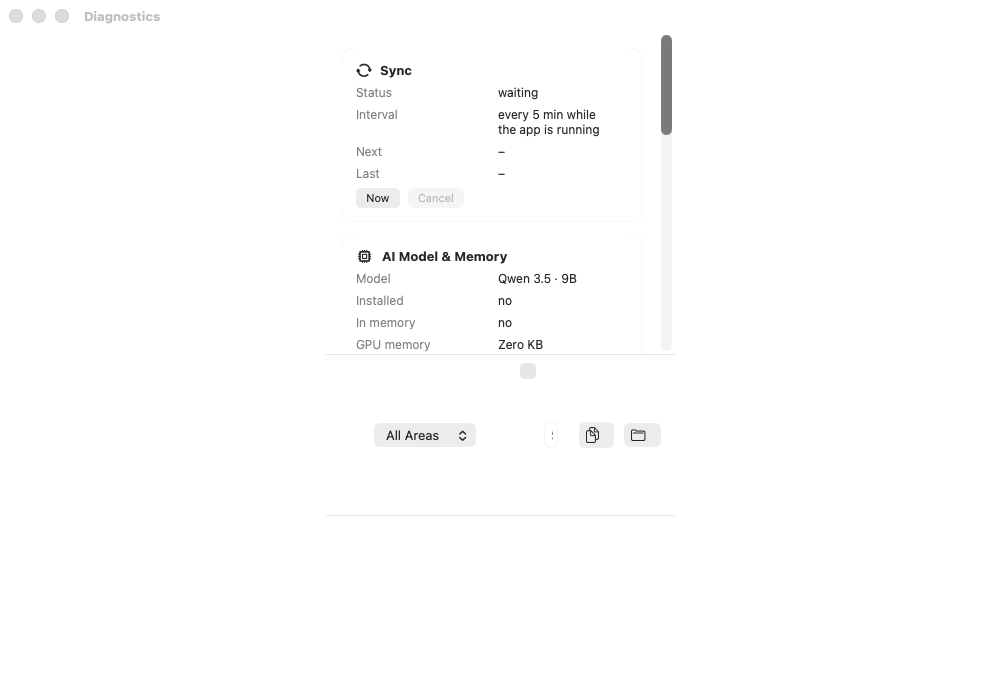 Diagnostics
Sync
Status waiting
Interval every 5 min while
the app is running
Next –
Last –
Now Cancel
AI Model & Memory
Model Qwen 3.5 · 9B
Installed no
In memory no
GPU memory Zero KB
All Areas